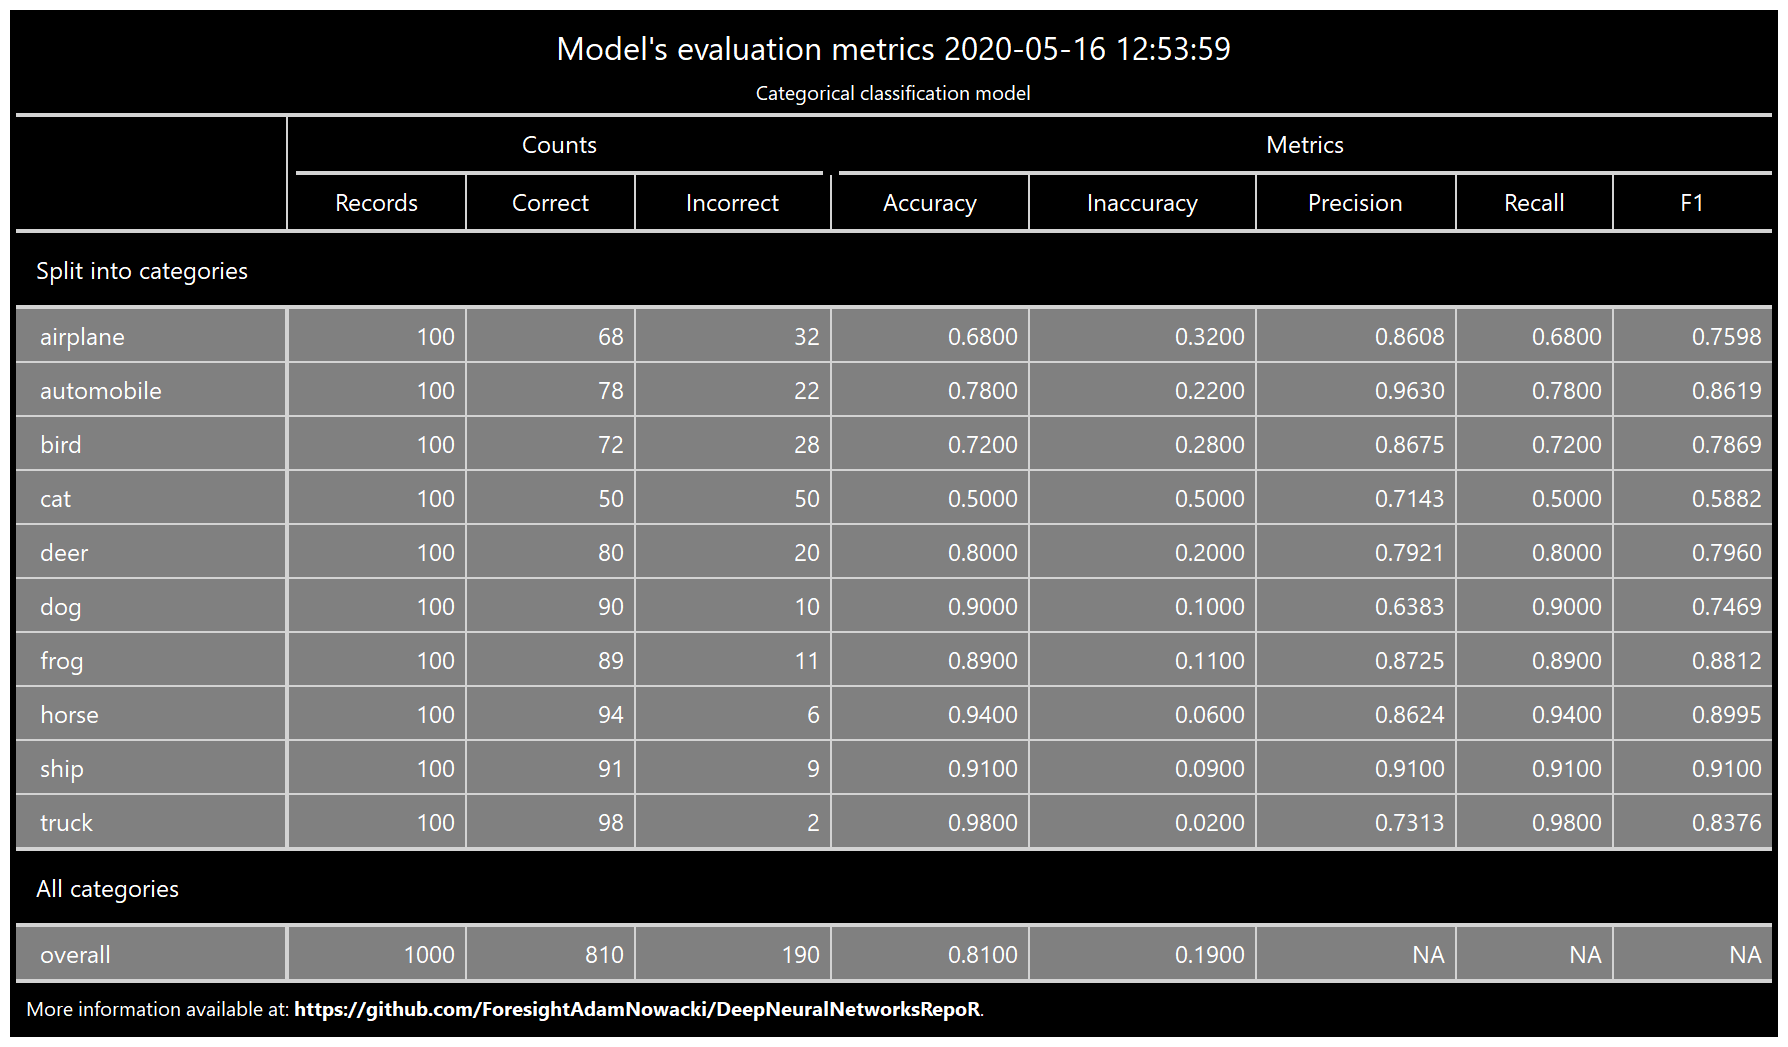 Model's evaluation metrics 2020-05-16 12:53:59
Categorical classification model
Counts Metrics
Records Correct Incorrect Accuracy Inaccuracy Precision Recall F1
Split into categories
airplane 100 68 32 0.6800 0.3200 0.8608 0.6800 0.7598
automobile 100 78 22 0.7800 0.2200 0.9630 0.7800 0.8619
bird 100 72 28 0.7200 0.2800 0.8675 0.7200 0.7869
cat 100 50 50 0.5000 0.5000 0.7143 0.5000 0.5882
deer 100 80 20 0.8000 0.2000 0.7921 0.8000 0.7960
dog 100 90 10 0.9000 0.1000 0.6383 0.9000 0.7469
frog 100 89 11 0.8900 0.1100 0.8725 0.8900 0.8812
horse 100 94 6 0.9400 0.0600 0.8624 0.9400 0.8995
ship 100 91 9 0.9100 0.0900 0.9100 0.9100 0.9100
truck 100 98 2 0.9800 0.0200 0.7313 0.9800 0.8376
All categories
overall 1000 810 190 0.8100 0.1900 NA NA NA
More information available at: https://github.com/ForesightAdamNowacki/DeepNeuralNetworksRepoR.